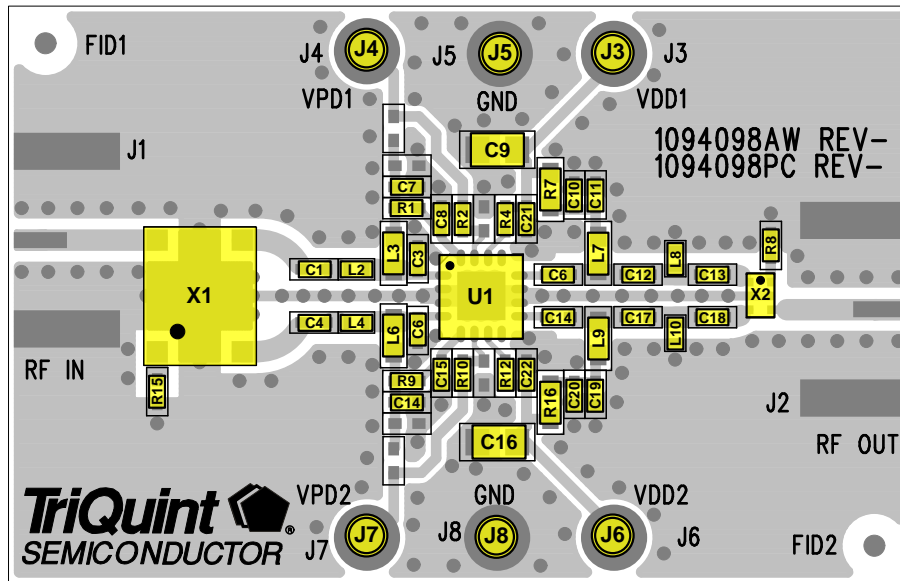 FID1
J4
J4
J5
J5
J3
J3
VPD1
GND
VDD1
J1
1094098AW REV-
1094098PC REV-
C9
C7
R1
R7
C10
C11
C8
R2
R4
C21
L3
C3
L7
L8
R8
C1
L2
C6
C12
C13
X1
U1
X2
C4
L4
L6
C6
C14
L9
C17
L10
C18
RF IN
R15
R9
C14
C15
R10
R12
C22
R16
C20
C19
J2
C16
RF OUT
VPD2
GND
VDD2
TriQuint
SEMICONDUCTOR
®
J7
J7
J8
J8
J6
J6
FID2